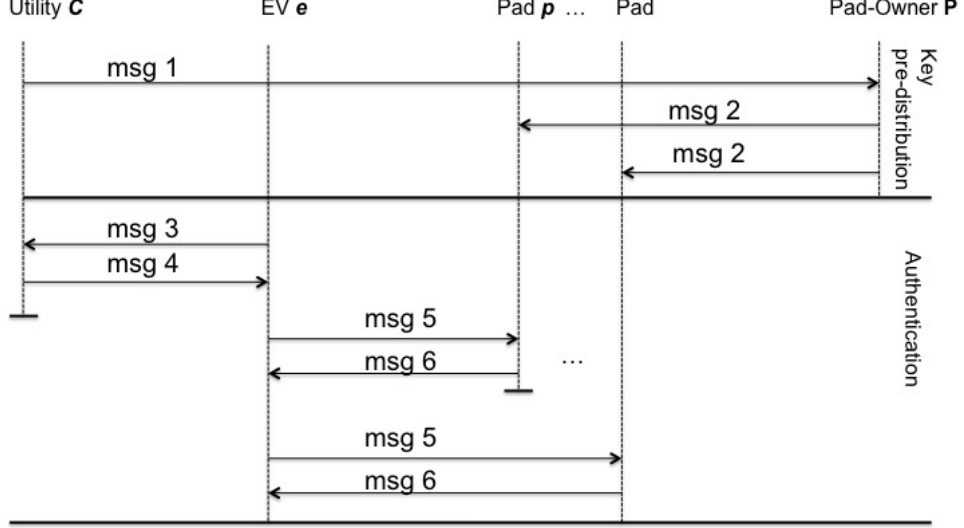 Utility C EV e Pad p … Pad Pad-Owner P
msg 1
msg 2
msg 2
Key
pre-distribution
msg 3
msg 4
msg 5
msg 6
…
msg 5
msg 6
Authentication